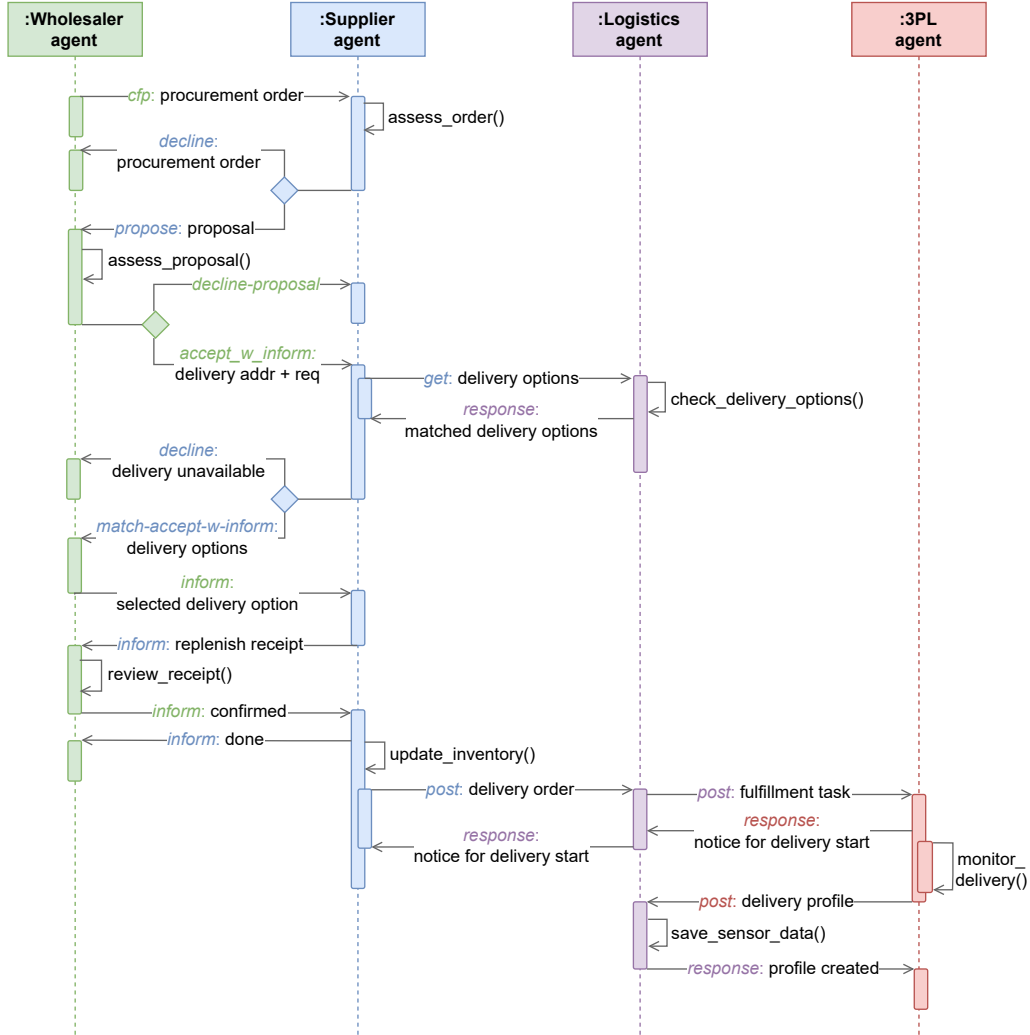 :Wholesaler
agent
:Supplier
agent
:Logistics
agent
:3PL
agent
cfp: procurement order
assess_order()
decline:
procurement order
propose: proposal
assess_proposal()
decline-proposal
accept_w_inform:
delivery addr + req
get: delivery options
check_delivery_options()
response:
matched delivery options
decline:
delivery unavailable
match-accept-w-inform:
delivery options
inform:
selected delivery option
inform: replenish receipt
review_receipt()
inform: confirmed
inform: done
update_inventory()
post: delivery order
post: fulfillment task
response:
notice for delivery start
response:
notice for delivery start
monitor_
delivery()
post: delivery profile
save_sensor_data()
response: profile created